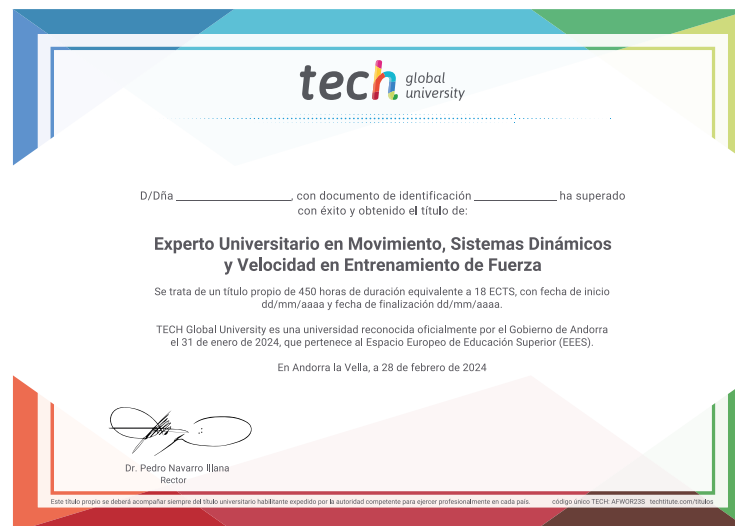 tech global university
D/Dña ____________________, con documento de identificación ______________ ha superado
con éxito y obtenido el título de:
Experto Universitario en Movimiento, Sistemas Dinámicos
y Velocidad en Entrenamiento de Fuerza
Se trata de un título propio de 450 horas de duración equivalente a 18 ECTS, con fecha de inicio
dd/mm/aaaa y fecha de finalización dd/mm/aaaa.
TECH Global University es una universidad reconocida oficialmente por el Gobierno de Andorra
el 31 de enero de 2024, que pertenece al Espacio Europeo de Educación Superior (EEES).
En Andorra la Vella, a 28 de febrero de 2024
Dr. Pedro Navarro Illana
Rector
Este título propio se deberá acompañar siempre del título universitario habilitante expedido por la autoridad competente para ejercer profesionalmente en cada país. código único TECH: AFWOR23S techtitute.com/titulos